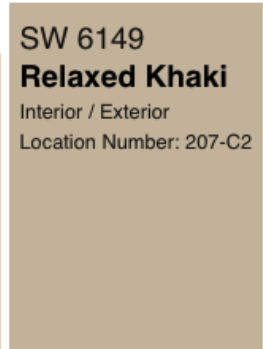 SW 6149
Relaxed Khaki
Interior / Exterior
Location Number: 207-C2